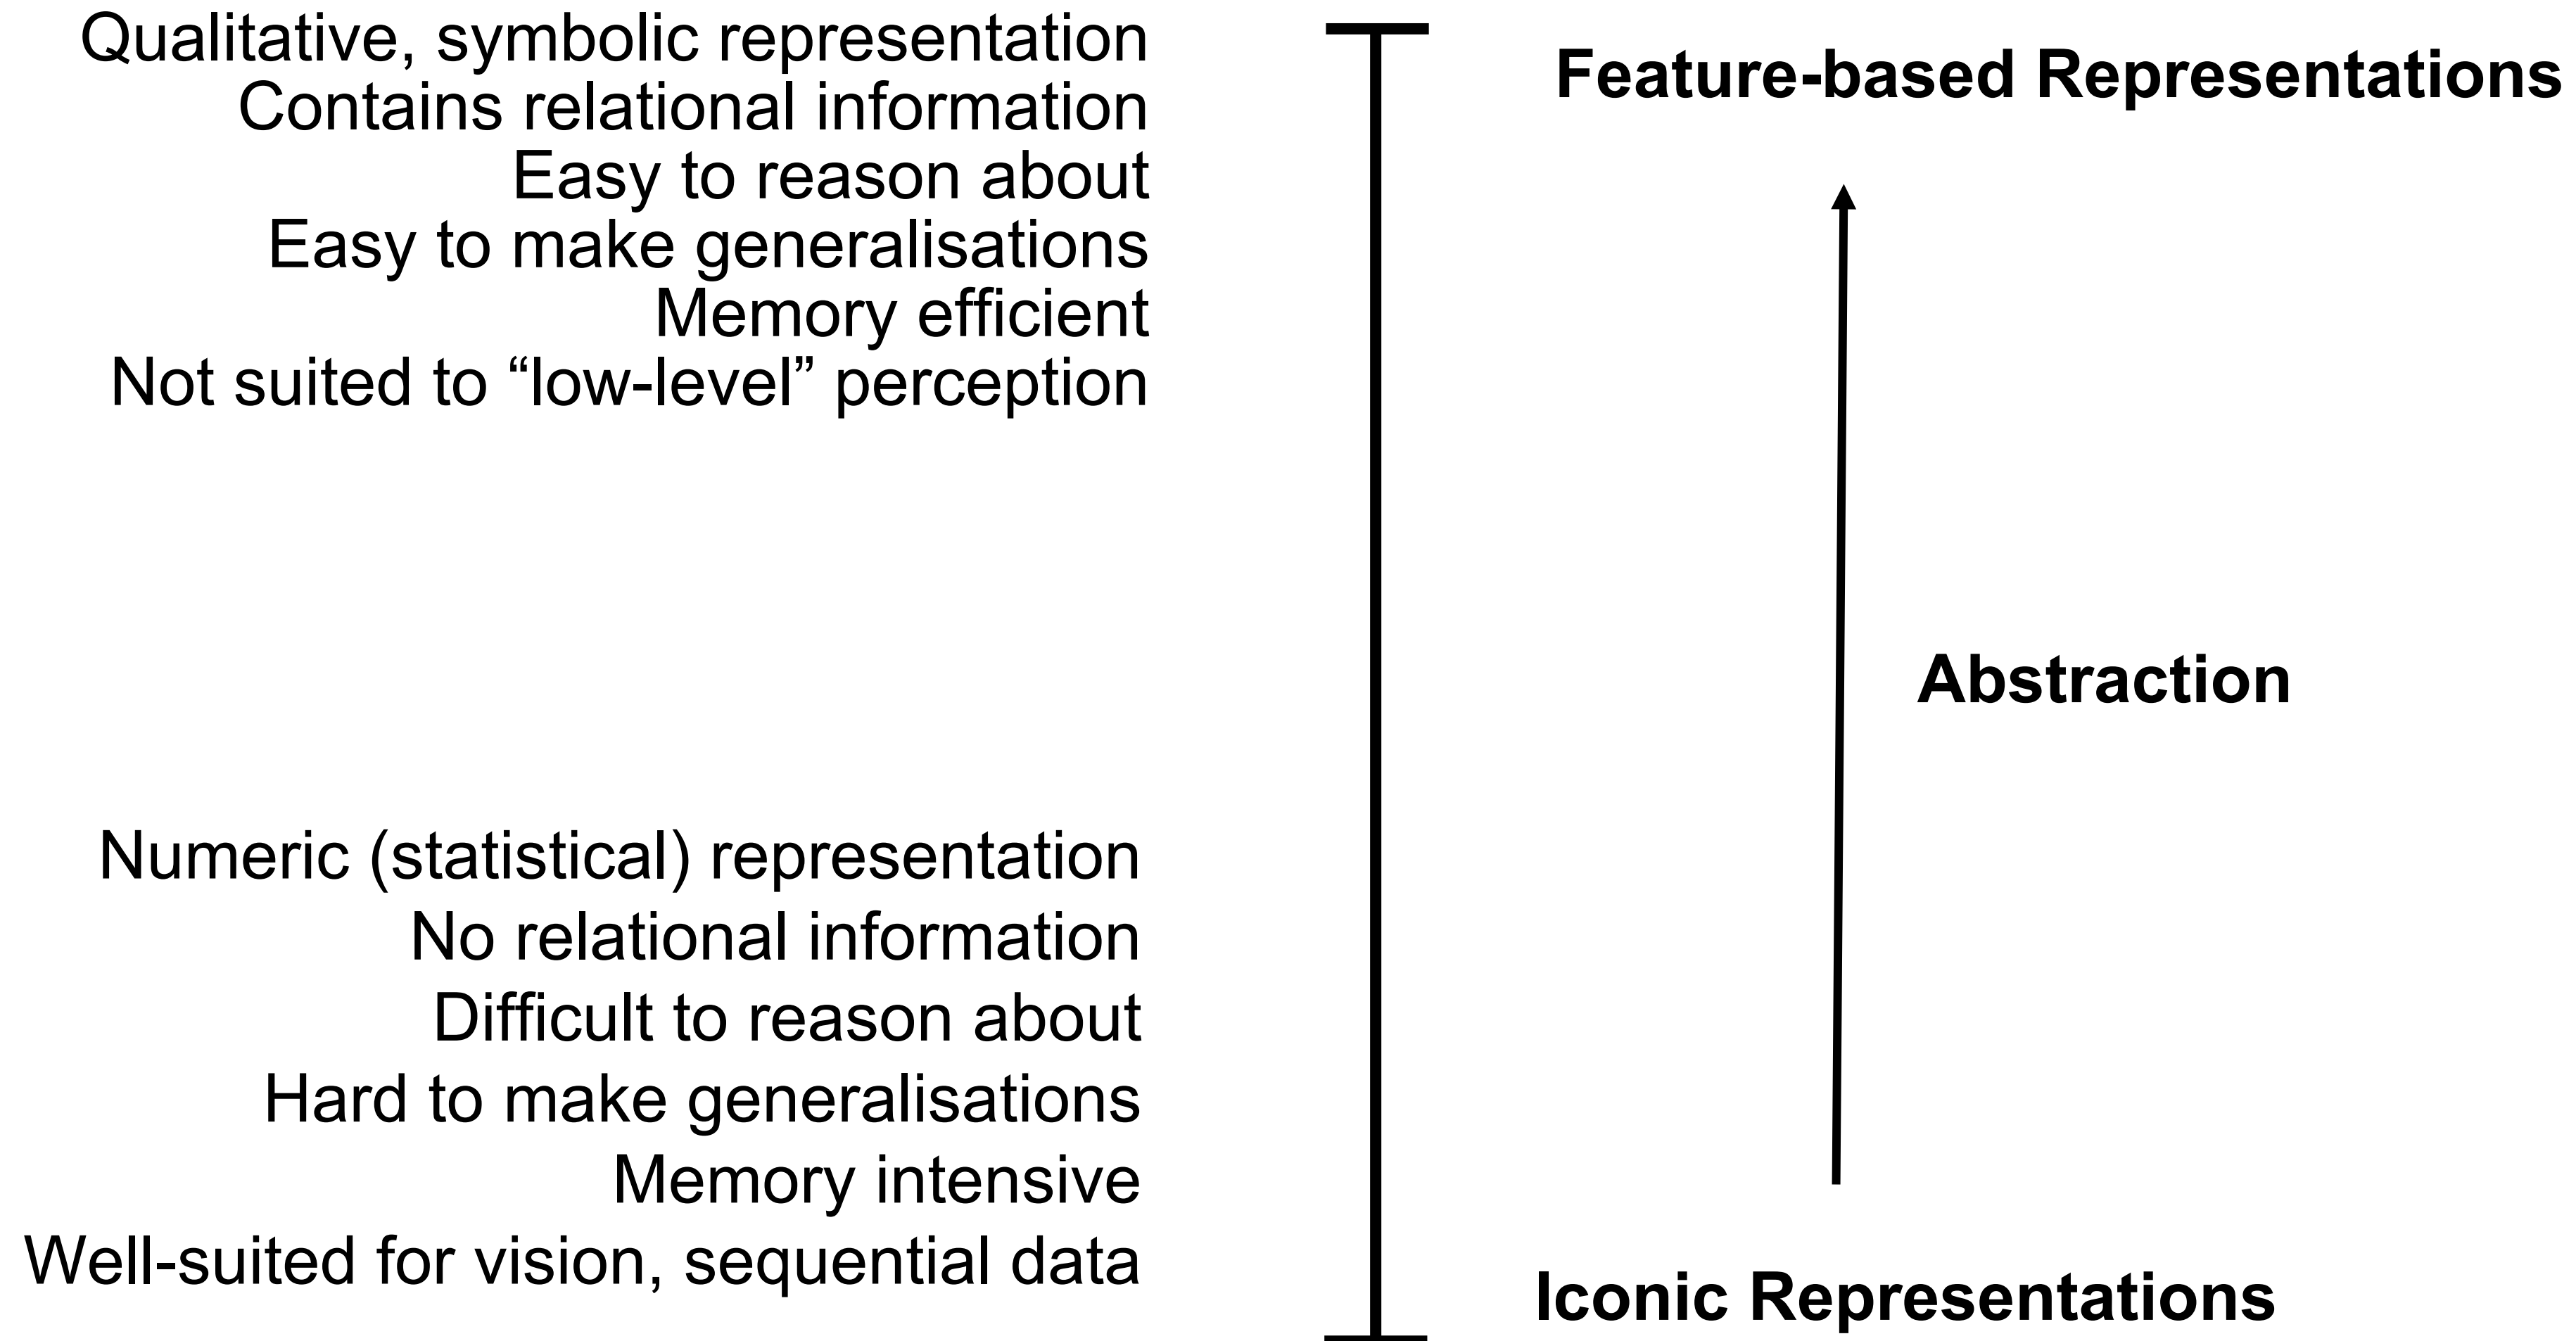 Qualitative, symbolic representation
Contains relational information
Easy to reason about
Easy to make generalisations
Memory efficient
Not suited to “low-level” perception
Feature-based Representations
Abstraction
Numeric (statistical) representation
No relational information
Difficult to reason about
Hard to make generalisations
Memory intensive
Well-suited for vision, sequential data
Iconic Representations